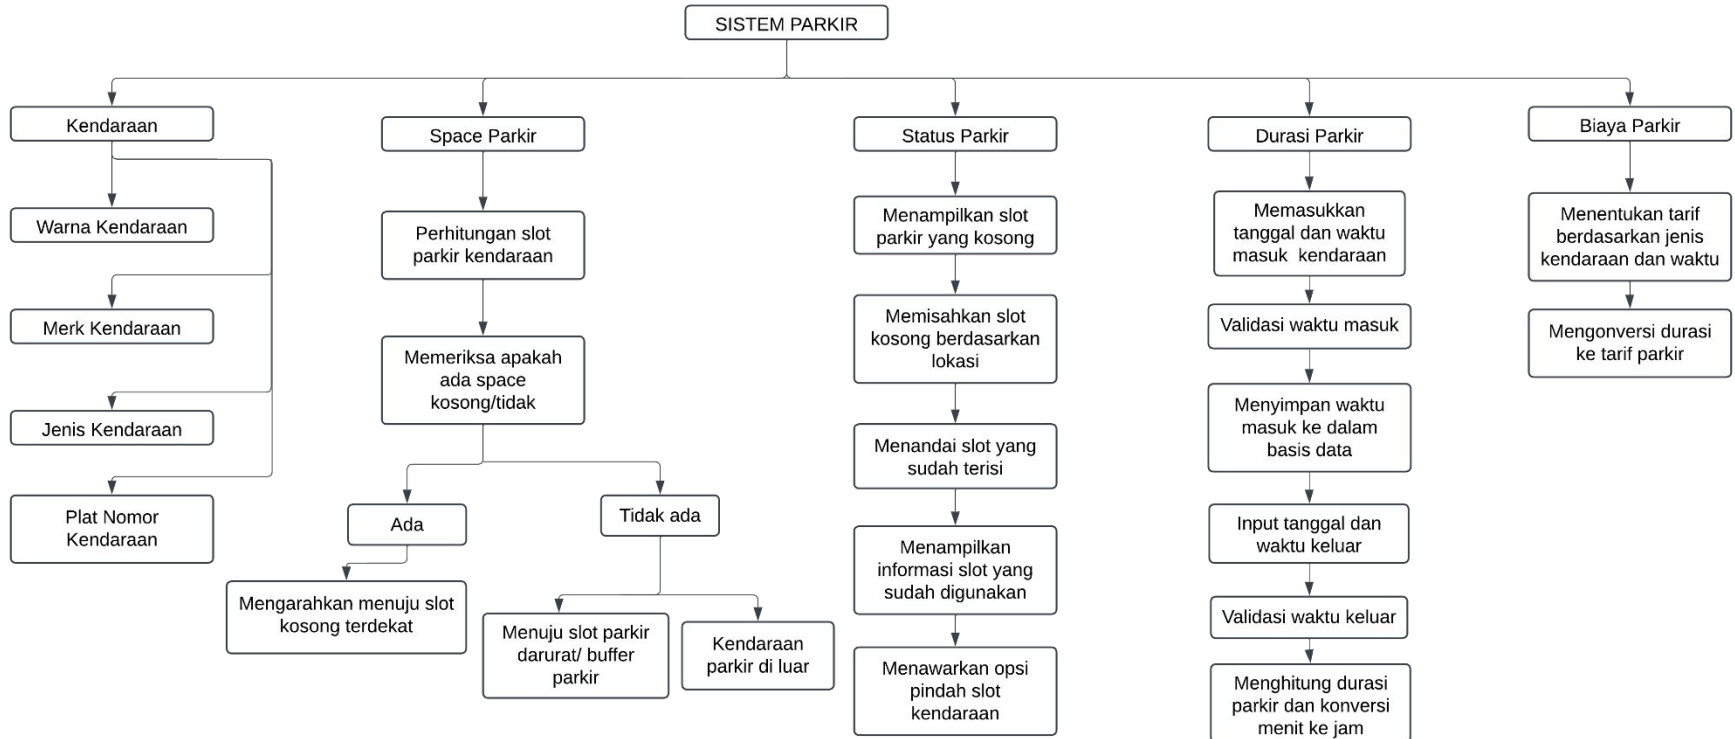 SISTEM PARKIR
Kendaraan
Warna Kendaraan
Merk Kendaraan
Jenis Kendaraan
Plat Nomor
Kendaraan
Space Parkir
Perhitungan slot
parkir kendaraan
Memeriksa apakah
ada space
kosong/tidak
Ada
Mengarahkan menuju slot
kosong terdekat
Tidak ada
Menuju slot parkir
darurat/ buffer
parkir
Kendaraan
parkir di luar
Status Parkir
Menampilkan slot
parkir yang kosong
Memisahkan slot
kosong berdasarkan
lokasi
Menandai slot yang
sudah terisi
Menampilkan
informasi slot yang
sudah digunakan
Menawarkan opsi
pindah slot
kendaraan
Durasi Parkir
Memasukkan
tanggal dan waktu
masuk kendaraan
Validasi waktu masuk
Menyimpan waktu
masuk ke dalam
basis data
Input tanggal dan
waktu keluar
Validasi waktu keluar
Menghitung durasi
parkir dan konversi
menit ke jam
Biaya Parkir
Menentukan tarif
berdasarkan jenis
kendaraan dan waktu
Mengonversi durasi
ke tarif parkir